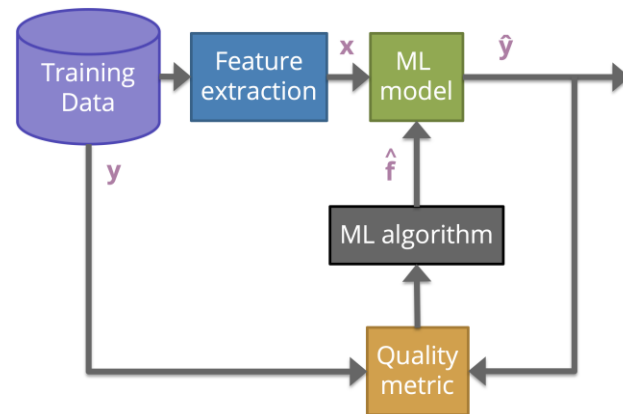 Training
Data
Feature
extraction
x
ML
model
ŷ
y
f̂
ML algorithm
Quality
metric